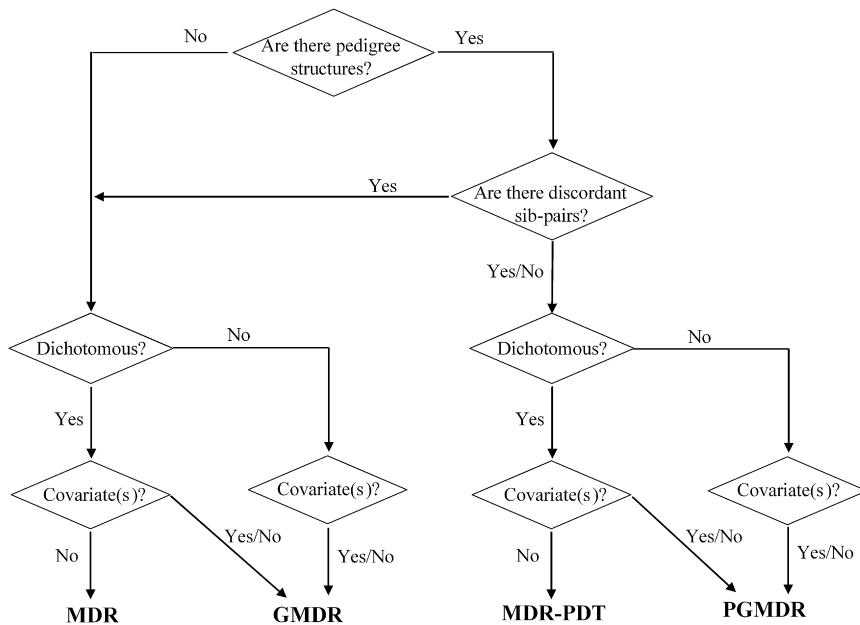 No
Are there pedigree
structures?
Yes
Yes
Are there discordant
sib-pairs?
Yes/No
Dichotomous?
No
Dichotomous?
No
Yes
Yes
Covariate(s)?
Covariate(s)?
Covariate(s)?
Covariate(s)?
No
Yes/No
Yes/No
No
Yes/No
Yes/No
MDR
GMDR
MDR-PDT
PGMDR